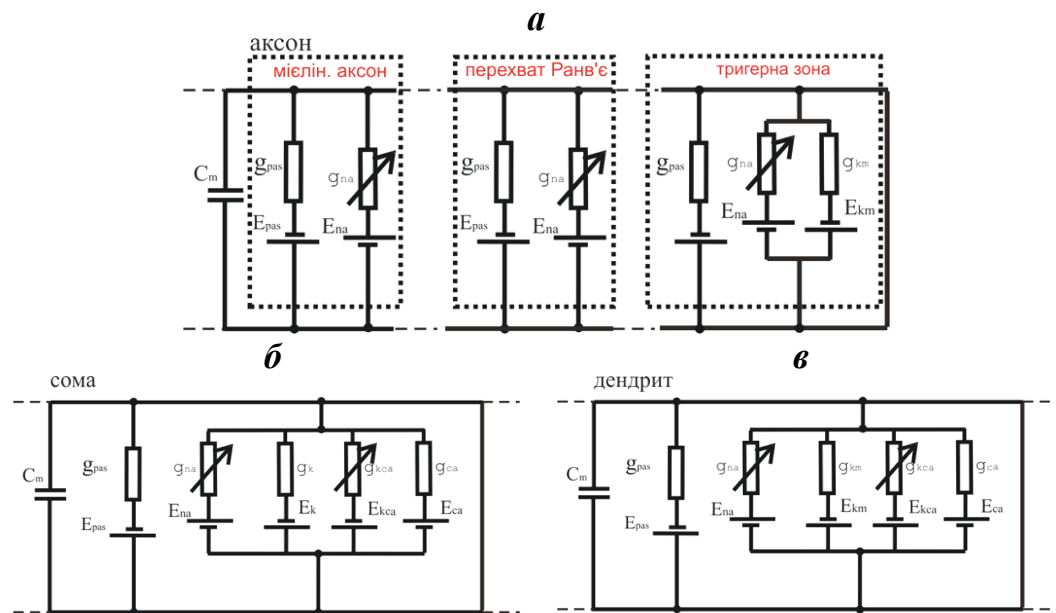 а
аксон
мієлін. аксон
перехват Ранв'є
тригерна зона
Cm
gpas
gna
gpas
gna
gpas
gna
gkm
Epas
Ena
Epas
Ena
Epas
Ena
Ekm
б
в
сома
дендрит
Cm
gpas
gna
gk
gkca
gca
Epas
Ena
Ek
Ekca
Eca
Cm
gpas
gna
gkm
gkca
gca
Epas
Ena
Ekm
Ekca
Eca